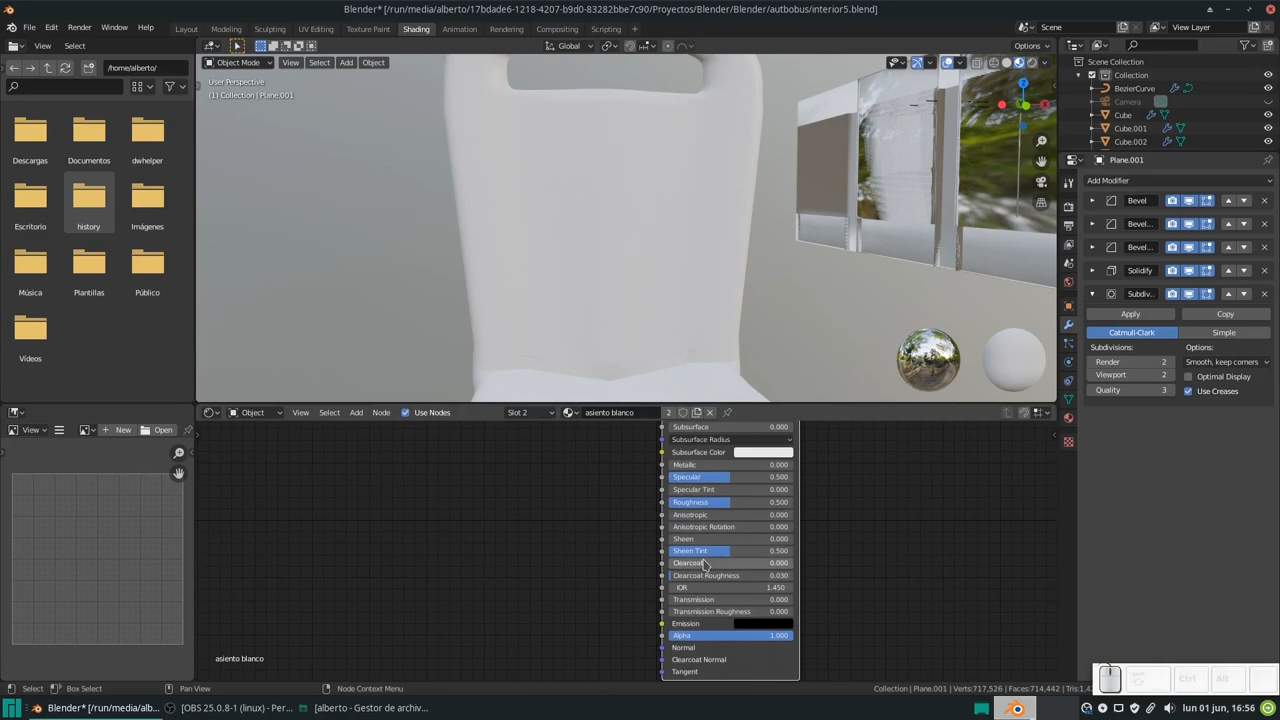 Blender* [/run/media/alberto/17bdade6-1218-4207-b9d0-83282bbe7c90/Proyectos/Blender/Blender/autbobus/interior5.blend]
File Edit Render Window Help
Layout Modeling Sculpting UV Editing Texture Paint Shading Animation Rendering Compositing Scripting
Scene
View Layer
View Select
Global
Options
/home/alberto/
Object Mode View Select Add Object
User Perspective
(1) Collection | Plane.001
Descargas Documentos dwhelper
Escritorio history Imágenes
Música Plantillas Público
Vídeos
Scene Collection
Collection
BezierCurve
Camera
Cube
Cube.001
Cube.002
Plane.001
Add Modifier
Bevel
Bevel...
Bevel...
Solidify
Subdiv..
Apply Copy
Catmull-Clark Simple
Subdivisions: Options:
Render 2 Smooth, keep corners
Viewport 2 Optimal Display
Quality 3 Use Creases
View New Open
Object View Select Add Node Use Nodes Slot 2 asiento blanco 2
Subsurface 0.000
Subsurface Radius
Subsurface Color
Metallic 0.000
Specular 0.500
Specular Tint 0.000
Roughness 0.500
Anisotropic 0.000
Anisotropic Rotation 0.000
Sheen 0.000
Sheen Tint 0.500
Clearcoat 0.000
Clearcoat Roughness 0.030
IOR 1.450
Transmission 0.000
Transmission Roughness 0.000
Emission
Alpha 1.000
Normal
Clearcoat Normal
Tangent
asiento blanco
Ctrl Alt
Select Box Select Pan View Node Context Menu
Collection | Plane.001 | Verts:717,526 | Faces:714,442 | Tris:1,4
Blender* [/run/media/alb... [OBS 25.0.8-1 (linux) - Per... [alberto - Gestor de archiv...
lun 01 jun, 16:56